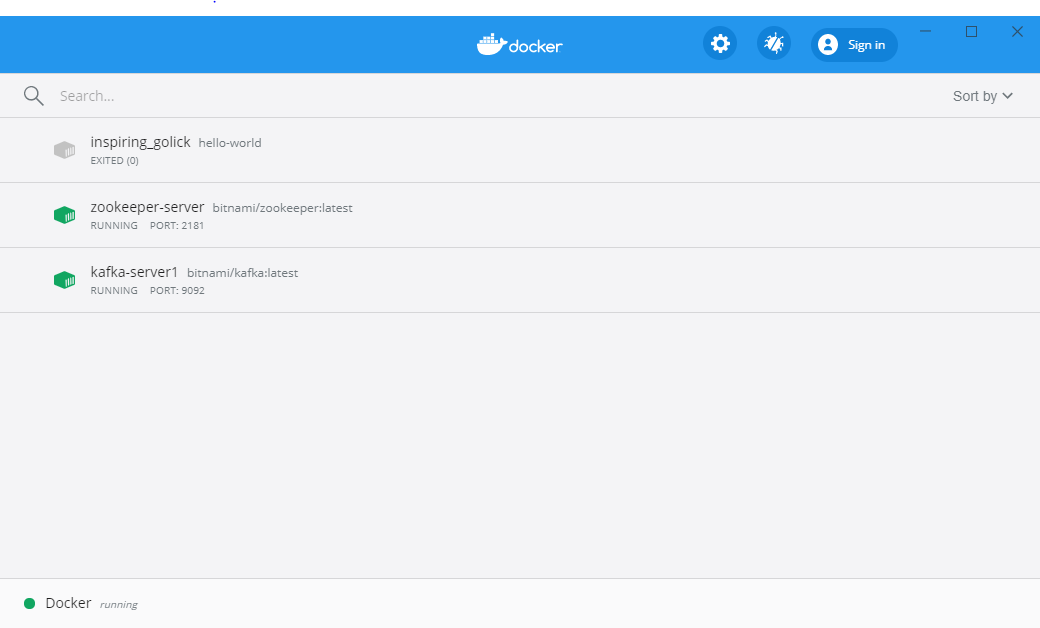 docker
Sign in
Search...
Sort by
inspiring_golick hello-world
EXITED (0)
zookeeper-server bitnami/zookeeper:latest
RUNNING PORT: 2181
kafka-server1 bitnami/kafka:latest
RUNNING PORT: 9092
Docker running